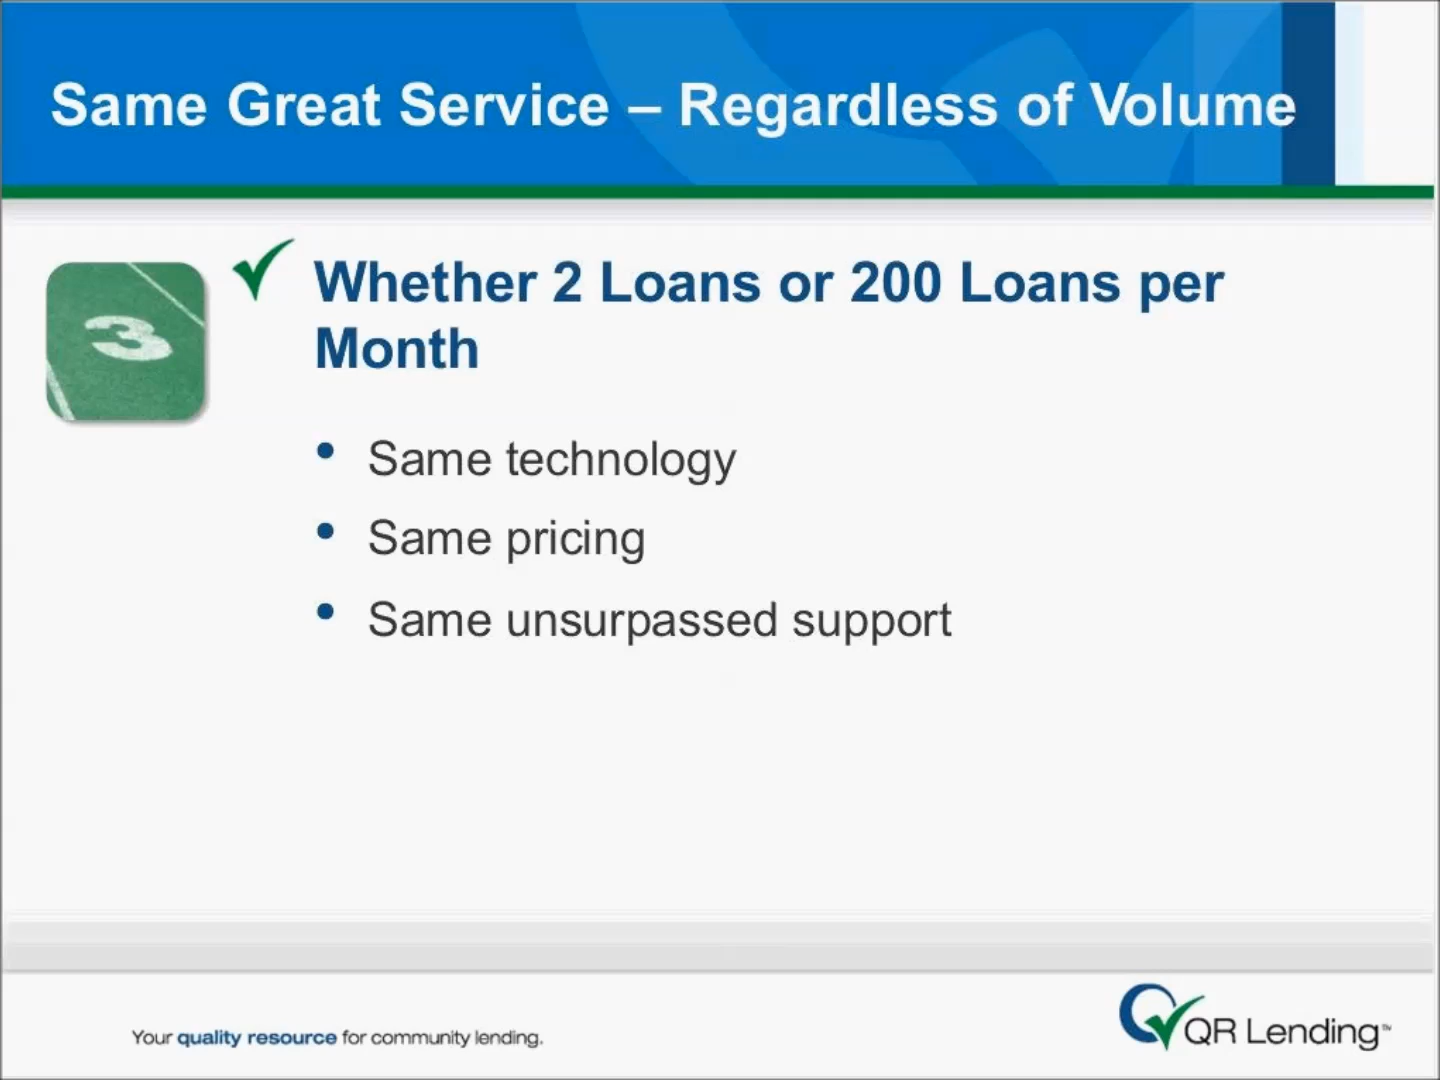 Same Great Service – Regardless of Volume
3
Whether 2 Loans or 200 Loans per
Month
• Same technology
• Same pricing
• Same unsurpassed support
Your quality resource for community lending.
QR Lending™